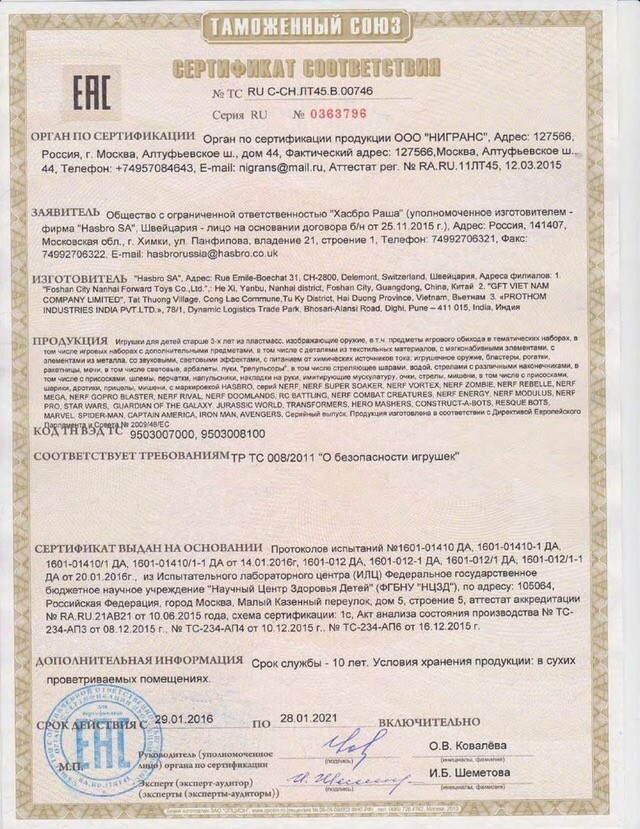 ТАМОЖЕННЫЙ СОЮЗ
СЕРТИФИКАТ СООТВЕТСТВИЯ
ЕАС
№ ТС RU C-CH.ЛТ45.В.00746
Серия RU № 0363796
ОРГАН ПО СЕРТИФИКАЦИИ Орган по сертификации продукции ООО "НИГРАНС", Адрес: 127566,
Россия, г. Москва, Алтуфьевское ш., дом 44, Фактический адрес: 127566,Москва, Алтуфьевское ш.,
44, Телефон: +74957084643, E-mail: nigrans@mail.ru, Аттестат рег. № RA.RU.11ЛТ45, 12.03.2015
ЗАЯВИТЕЛЬ Общество с ограниченной ответственностью "Хасбро Раша" (уполномоченное изготовителем -
фирма "Hasbro SA", Швейцария - лицо на основании договора б/н от 25.11.2015 г.), Адрес: Россия, 141407,
Московская обл., г. Химки, ул. Панфилова, владение 21, строение 1, Телефон: 74992706321, Факс:
74992706322, E-mail: hasbrorussia@hasbro.co.uk
ИЗГОТОВИТЕЛЬ "Hasbro SA", Адрес: Rue Emile-Boechat 31, CH-2800, Delemont, Switzerland, Швейцария, Адреса филиалов: 1.
"Foshan City Nanhai Forward Toys Co.,Ltd.", He Xi, Yanbu, Nanhai district, Foshan City, Guangdong, China, Китай 2. "GFT VIET NAM
COMPANY LIMITED", Tat Thuong Village, Cong Lac Commune,Tu Ky District, Hai Duong Province, Vietnam, Вьетнам 3. «PROTHOM
INDUSTRIES INDIA PVT.LTD.», 78/1, Dynamic Logistics Trade Park, Bhosari-Alansi Road, Dighi, Pune – 411 015, India, Индия
ПРОДУКЦИЯ Игрушки для детей старше 3-х лет из пластмасс, изображающие оружие, в т.ч. предметы игрового обихода в тематических наборах, в
том числе игровых наборов с дополнительными предметами, в том числе с деталями из текстильных материалов, с мягконабивными элементами, с
элементами из металла, со звуковыми, световыми эффектами, с питанием от химических источников тока: игрушечное оружие, бластеры, рогатки,
ракетницы, мечи, в том числе световые, арбалеты, луки, "репульсоры", в том числе стреляющее шарами, водой, стрелами с различными наконечниками, в
том числе с присосками, шлемы, перчатки, напульсники, накладки на руки, имитирующие мускулатуру, очки, стрелы, мишени, в том числе с присосками,
шарики, дротики, прицелы, мишени, с маркировкой HASBRO, серий NERF, NERF SUPER SOAKER, NERF VORTEX, NERF ZOMBIE, NERF REBELLE, NERF
MEGA, NERF GOPRO BLASTER, NERF RIVAL, NERF DOOMLANDS, RC BATTLING, NERF COMBAT CREATURES, NERF ENERGY, NERF MODULUS, NERF
PRO, STAR WARS, GUARDIAN OF THE GALAXY, JURASSIC WORLD, TRANSFORMERS, HERO MASHERS, CONSTRUCT-A-BOTS, RESQUE BOTS,
MARVEL SPIDER-MAN, CAPTAIN AMERICA, IRON MAN, AVENGERS, Серийный выпуск. Продукция изготовлена в соответствии с Директивой Европейского
Парламента и Совета № 2009/48/EC
КОД ТН ВЭД ТС 9503007000, 9503008100
СООТВЕТСТВУЕТ ТРЕБОВАНИЯМ ТР ТС 008/2011 "О безопасности игрушек"
СЕРТИФИКАТ ВЫДАН НА ОСНОВАНИИ Протоколов испытаний №1601-01410 ДА, 1601-01410-1 ДА,
1601-01410/1 ДА, 1601-01410/1-1 ДА от 14.01.2016г., 1601-012 ДА, 1601-012-1 ДА, 1601-012/1 ДА, 1601-012/1-1
ДА от 20.01.2016г., из Испытательного лабораторного центра (ИЛЦ) Федеральное государственное
бюджетное научное учреждение "Научный Центр Здоровья Детей" (ФГБНУ "НЦЗД"), по адресу: 105064,
Российская Федерация, город Москва, Малый Казенный переулок, дом 5, строение 5, аттестат аккредитации
№ RA.RU.21АВ21 от 10.06.2015 года, схема сертификации: 1с, Акт анализа состояния производства № ТС-
234-АП3 от 08.12.2015 г., № ТС-234-АП4 от 10.12.2015 г.. № ТС-234-АП6 от 16.12.2015 г.
ДОПОЛНИТЕЛЬНАЯ ИНФОРМАЦИЯ Срок службы - 10 лет. Условия хранения продукции: в сухих
проветриваемых помещениях.
СРОК ДЕЙСТВИЯ С 29.01.2016 ПО 28.01.2021 ВКЛЮЧИТЕЛЬНО
М.П.
Руководитель (уполномоченное
лицо) органа по сертификации
(подпись)
О.В. Ковалёва
(инициалы, фамилия)
Эксперт (эксперт-аудитор)
(эксперты (эксперты-аудиторы))
(подпись)
И.Б. Шеметова
(инициалы, фамилия)
ЕАС